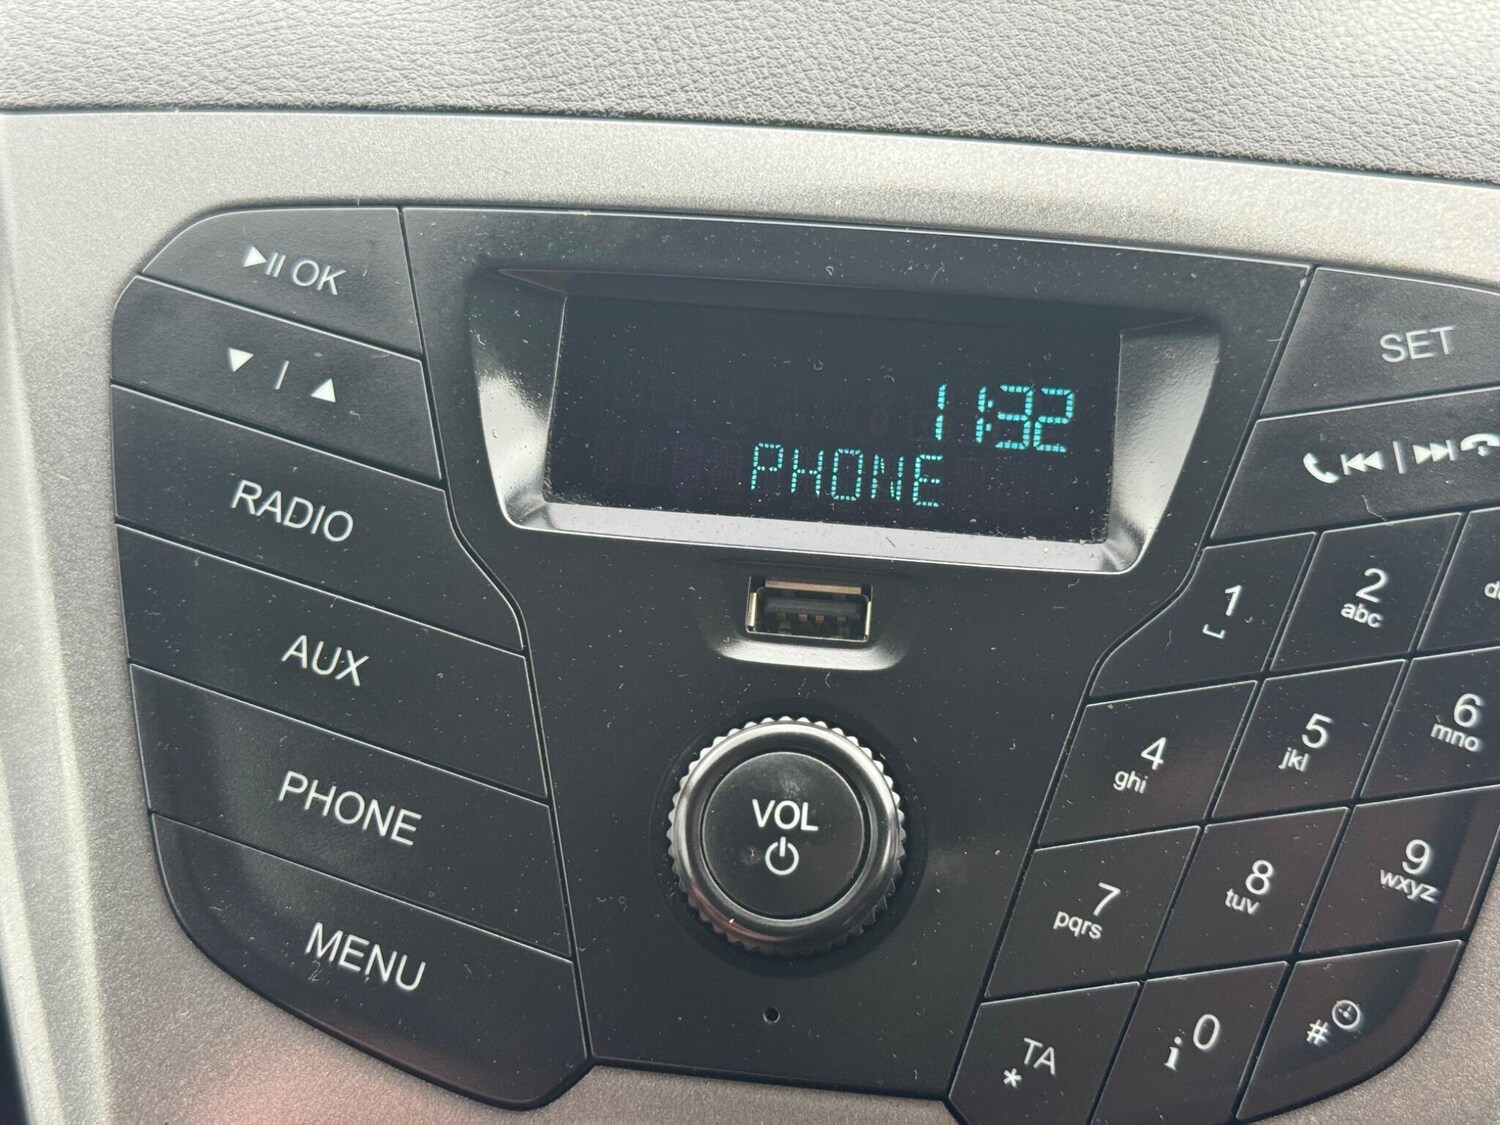 OK
RADIO
AUX
PHONE
MENU
11:32
PHONE
VOL
SET
1
2
abc
4
ghi
5
jkl
6
mno
7
pqrs
8
tuv
9
wxyz
TA
*
i 0
#